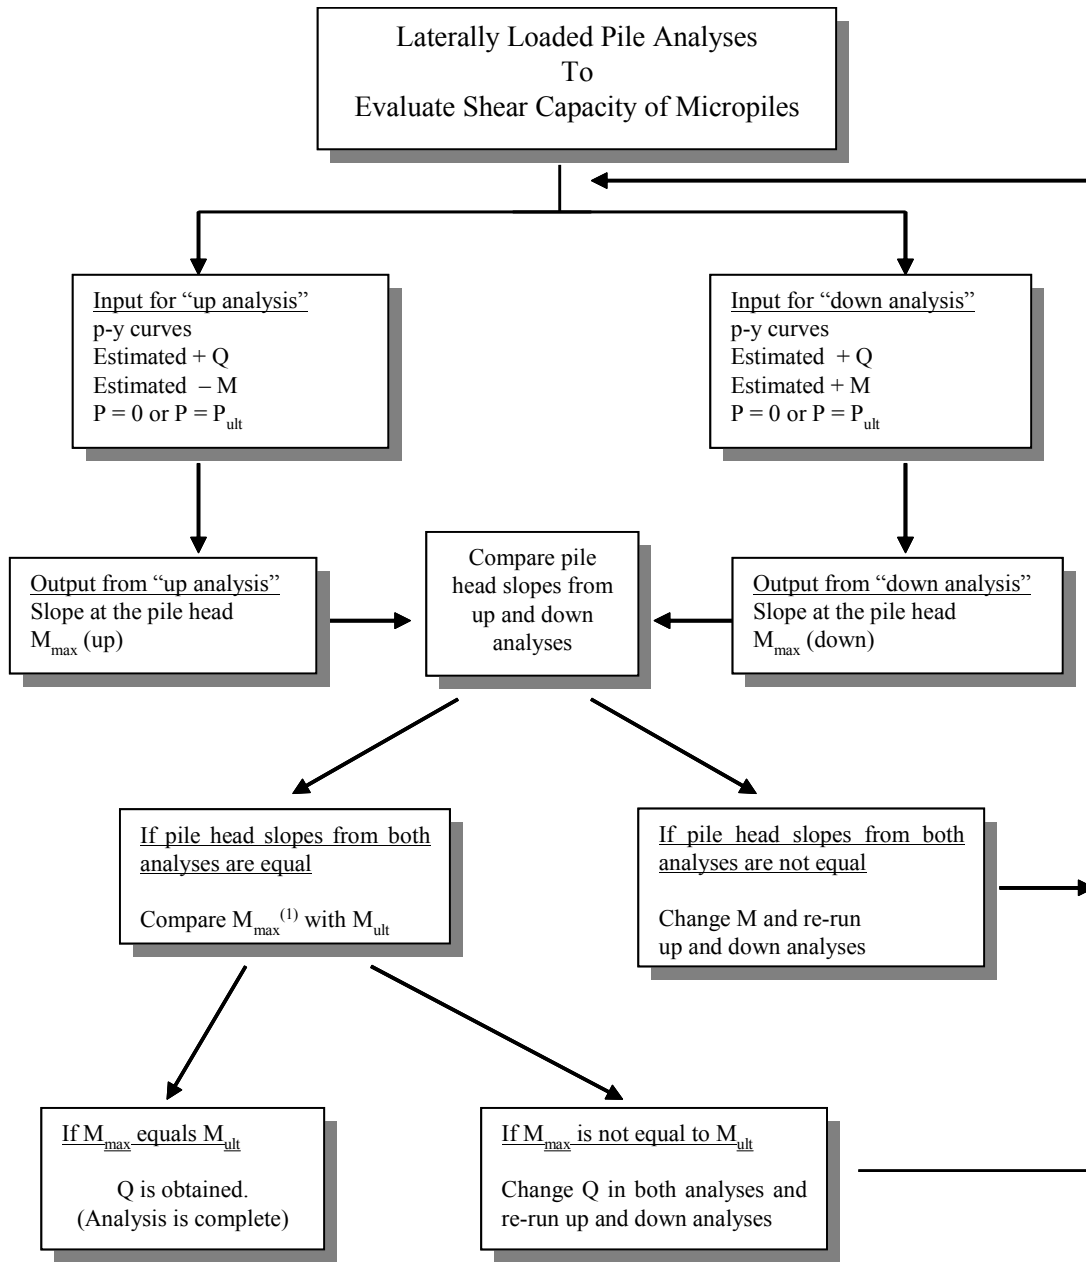 Laterally Loaded Pile Analyses
To
Evaluate Shear Capacity of Micropiles
Input for “up analysis”
p-y curves
Estimated + Q
Estimated – M
P = 0 or P = Pult
Input for “down analysis”
p-y curves
Estimated + Q
Estimated + M
P = 0 or P = Pult
Output from “up analysis”
Slope at the pile head
Mmax (up)
Compare pile
head slopes from
up and down
analyses
Output from “down analysis”
Slope at the pile head
Mmax (down)
If pile head slopes from both
analyses are equal
Compare Mmax(1) with Mult
If pile head slopes from both
analyses are not equal
Change M and re-run
up and down analyses
If Mmax equals Mult
Q is obtained.
(Analysis is complete)
If Mmax is not equal to Mult
Change Q in both analyses and
re-run up and down analyses